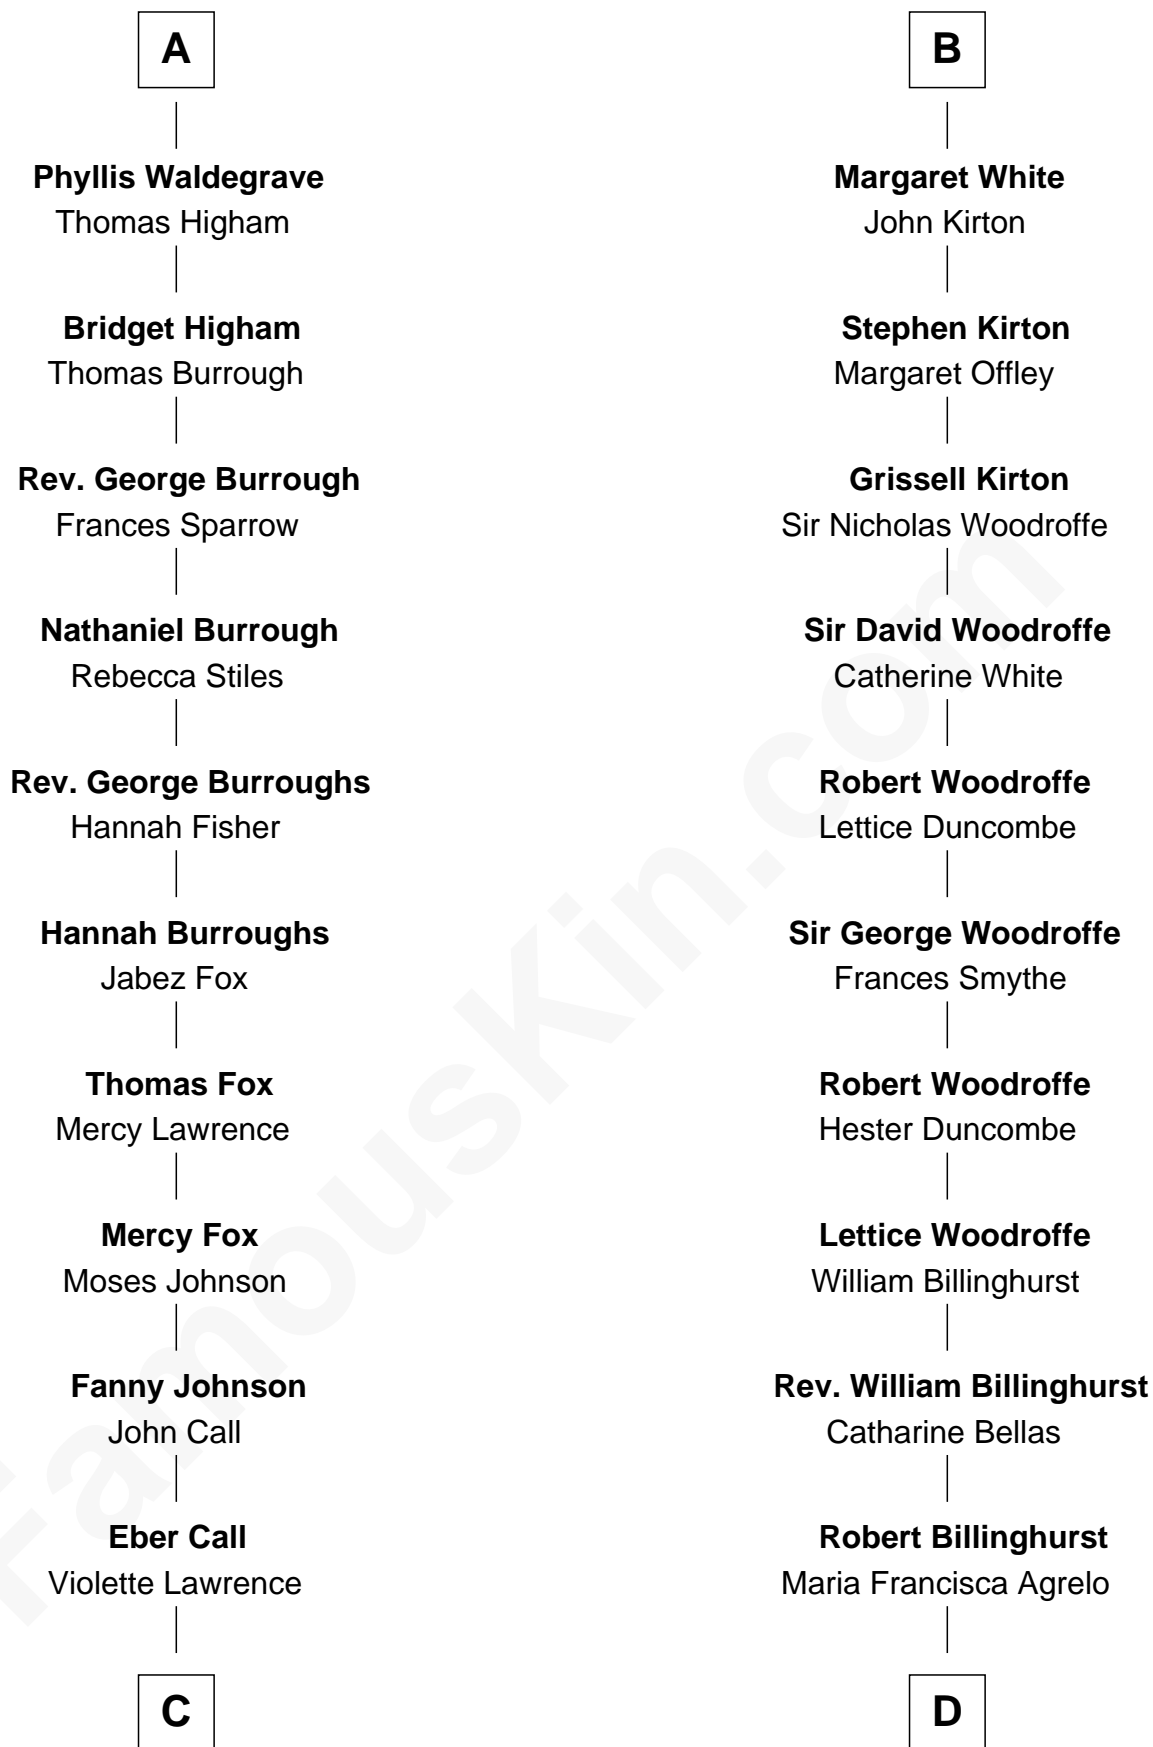 A
Phyllis Waldegrave
Thomas Higham
Bridget Higham
Thomas Burrough
Rev. George Burrough
Frances Sparrow
Nathaniel Burrough
Rebecca Stiles
Rev. George Burroughs
Hannah Fisher
Hannah Burroughs
Jabez Fox
Thomas Fox
Mercy Lawrence
Mercy Fox
Moses Johnson
Fanny Johnson
John Call
Eber Call
Violette Lawrence
C
B
Margaret White
John Kirton
Stephen Kirton
Margaret Offley
Grissell Kirton
Sir Nicholas Woodroffe
Sir David Woodroffe
Catherine White
Robert Woodroffe
Lettice Duncombe
Sir George Woodroffe
Frances Smythe
Robert Woodroffe
Hester Duncombe
Lettice Woodroffe
William Billinghurst
Rev. William Billinghurst
Catharine Bellas
Robert Billinghurst
Maria Francisca Agrelo
D
FamousKin.com